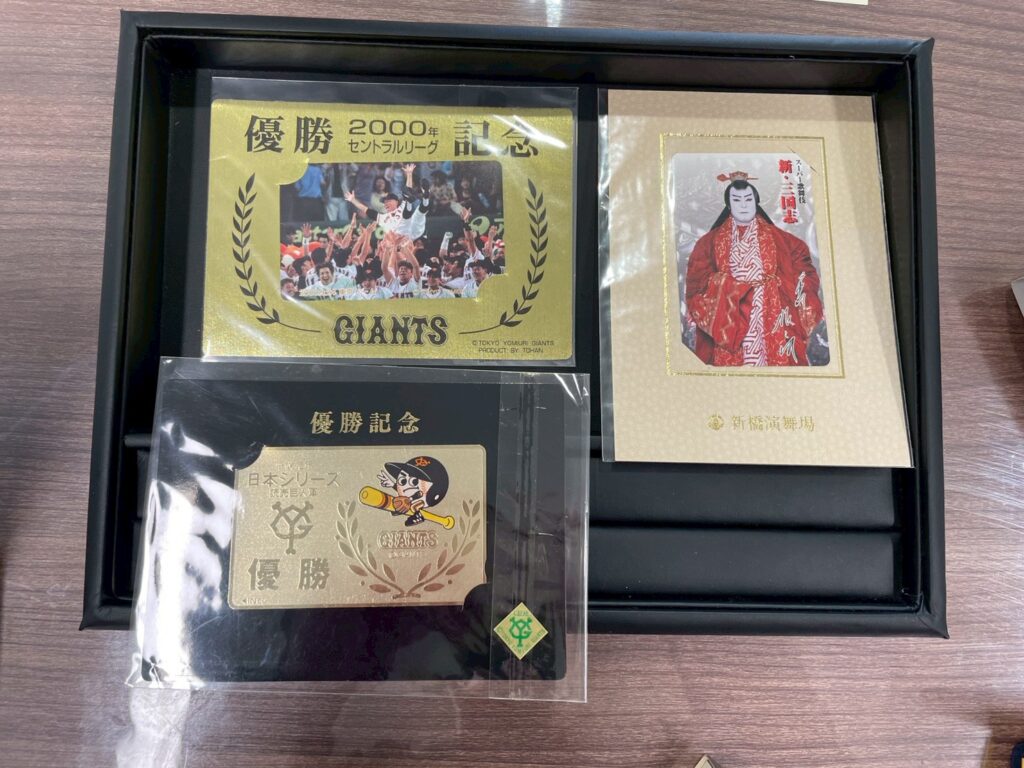 優勝 2000年 セントラルリーグ 記念
GIANTS
© TOKYO YOMIURI GIANTS
PRODUCT BY TOHAN
スーパー歌舞伎
新・三国志
新橋演舞場
優勝記念
日本シリーズ
読売巨人軍
YG
優勝
GIANTS
YG